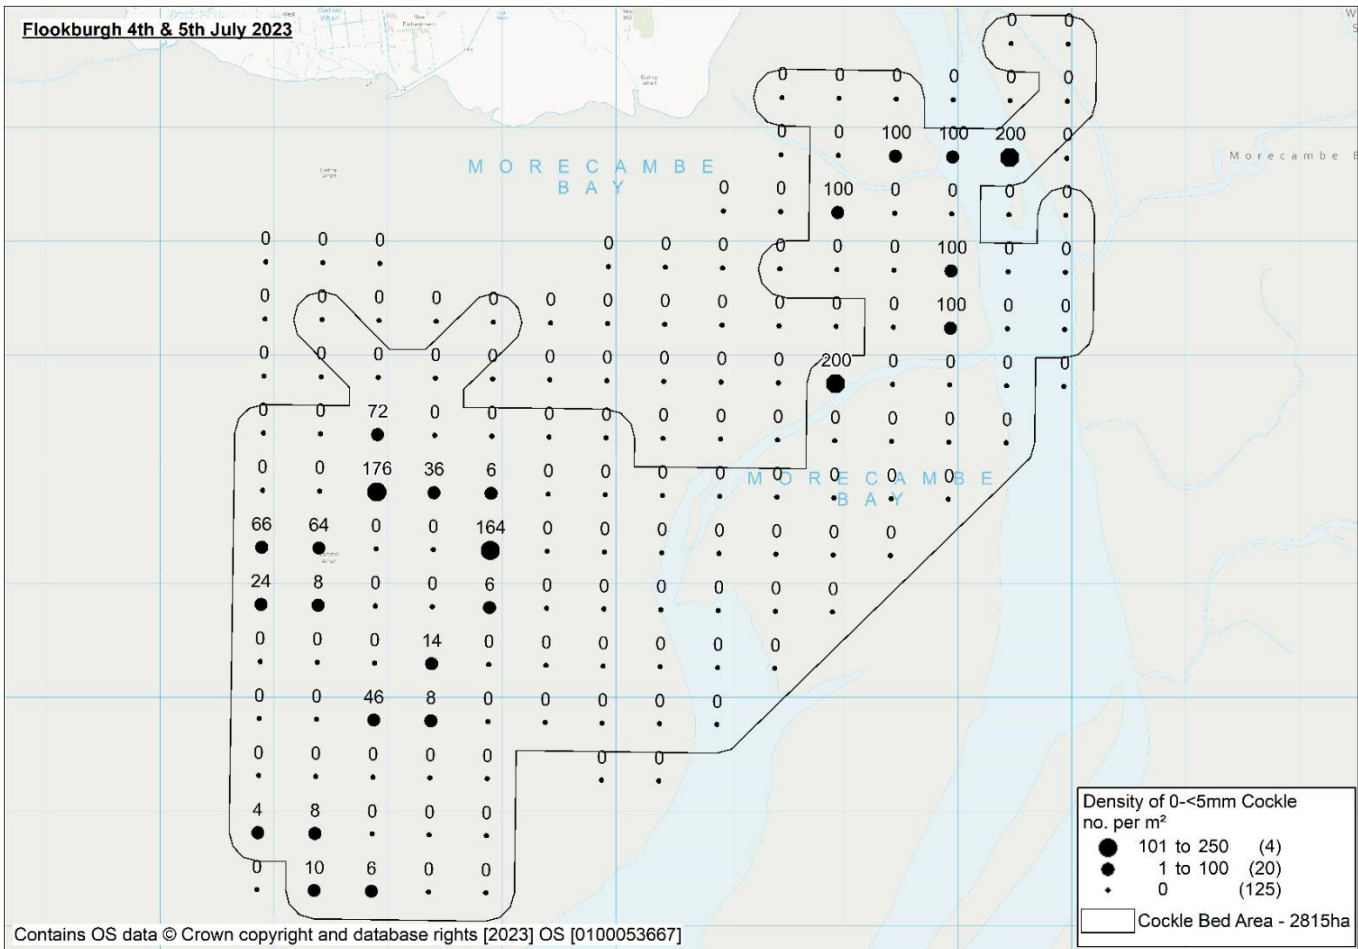 Flookburgh 4th & 5th July 2023
West
0 0
0 0 0 0 0 0
0 0 100 100 200 0
MORECAMBE
BAY
Morecambe
0 0 100 0 0 0 0
0 0 0 0 0 0 0 0 0 100 0 0
0 0 0 0 0 0 0 0 0 0 0 0 100 0 0
0 0 0 0 0 0 0 0 0 0 200 0 0 0 0
0 0 72 0 0 0 0 0 0 0 0 0 0 0
0 0 176 36 6 0 0 0 0 0 0 0 0
MORECAMBE
BAY
66 64 0 0 164 0 0 0 0 0 0 0
24 8 0 0 6 0 0 0 0 0 0
0 0 0 14 0 0 0 0 0 0
0 0 46 8 0 0 0 0 0
0 0 0 0 0 0 0
4 8 0 0 0
0 10 6 0 0
Density of 0-<5mm Cockle
no. per m²
101 to 250 (4)
1 to 100 (20)
0 (125)
Cockle Bed Area - 2815ha
Contains OS data © Crown copyright and database rights [2023] OS [0100053667]